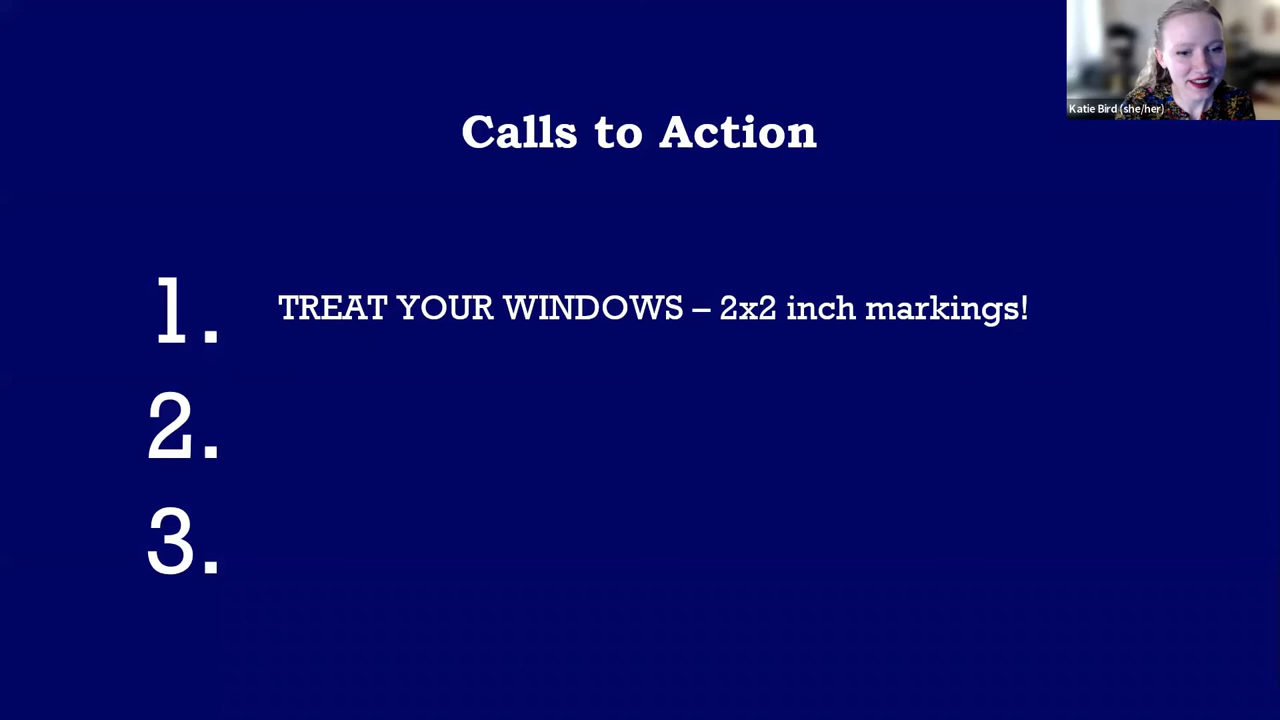 Katie Bird (she/her)
Calls to Action
1. TREAT YOUR WINDOWS – 2x2 inch markings!
2.
3.